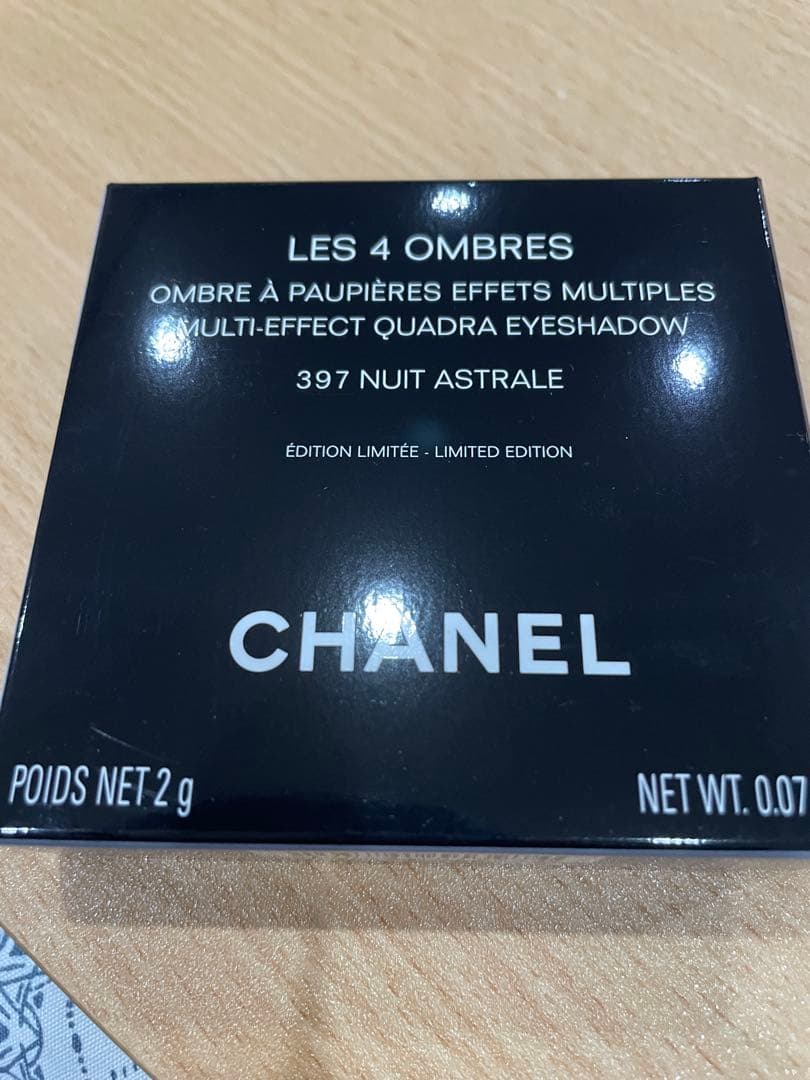 LES 4 OMBRES
OMBRE À PAUPIÈRES EFFETS MULTIPLES
MULTI-EFFECT QUADRA EYESHADOW
397 NUIT ASTRALE
ÉDITION LIMITÉE - LIMITED EDITION
CHANEL
POIDS NET 2 g
NET WT. 0.07